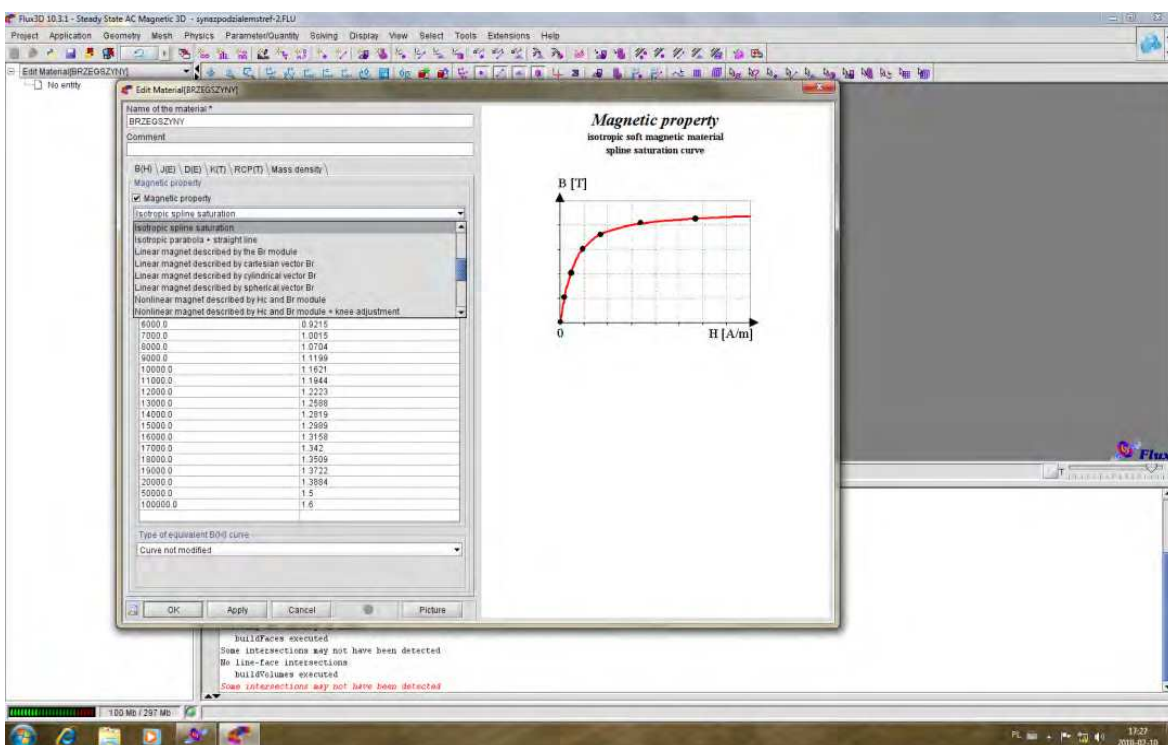 Flux3D 10.3.1 - Steady State AC Magnetic 3D - synazpodzialemstref-2.FLU
Project Application Geometry Mesh Physics Parameter/Quantity Solving Display View Select Tools Extensions Help
Edit Material[BRZEGSZYNY]
No entity
Edit Material[BRZEGSZYNY]
Name of the material *
BRZEGSZYNY
Comment
B(H) J(E) D(E) K(T) RCP(T) Mass density
Magnetic property
Magnetic property
Isotropic spline saturation
Isotropic spline saturation
Isotropic parabola + straight line
Linear magnet described by the Br module
Linear magnet described by cartesian vector Br
Linear magnet described by cylindrical vector Br
Linear magnet described by spherical vector Br
Nonlinear magnet described by Hc and Br module
Nonlinear magnet described by Hc and Br module + knee adjustment
6000.0 0.9215
7000.0 1.0015
8000.0 1.0704
9000.0 1.1199
10000.0 1.1621
11000.0 1.1944
12000.0 1.2223
13000.0 1.2588
14000.0 1.2819
15000.0 1.2989
16000.0 1.3158
17000.0 1.342
18000.0 1.3509
19000.0 1.3722
20000.0 1.3884
50000.0 1.5
100000.0 1.6
Type of equivalent B(H) curve
Curve not modified
OK Apply Cancel Picture
Magnetic property
isotropic soft magnetic material
spline saturation curve
B [T]
0 H [A/m]
Flux
T
buildFaces executed
Some intersections may not have been detected
No line-face intersections
buildVolumes executed
Some intersections may not have been detected
100 Mb / 297 Mb
PL 17:27
2010-02-10